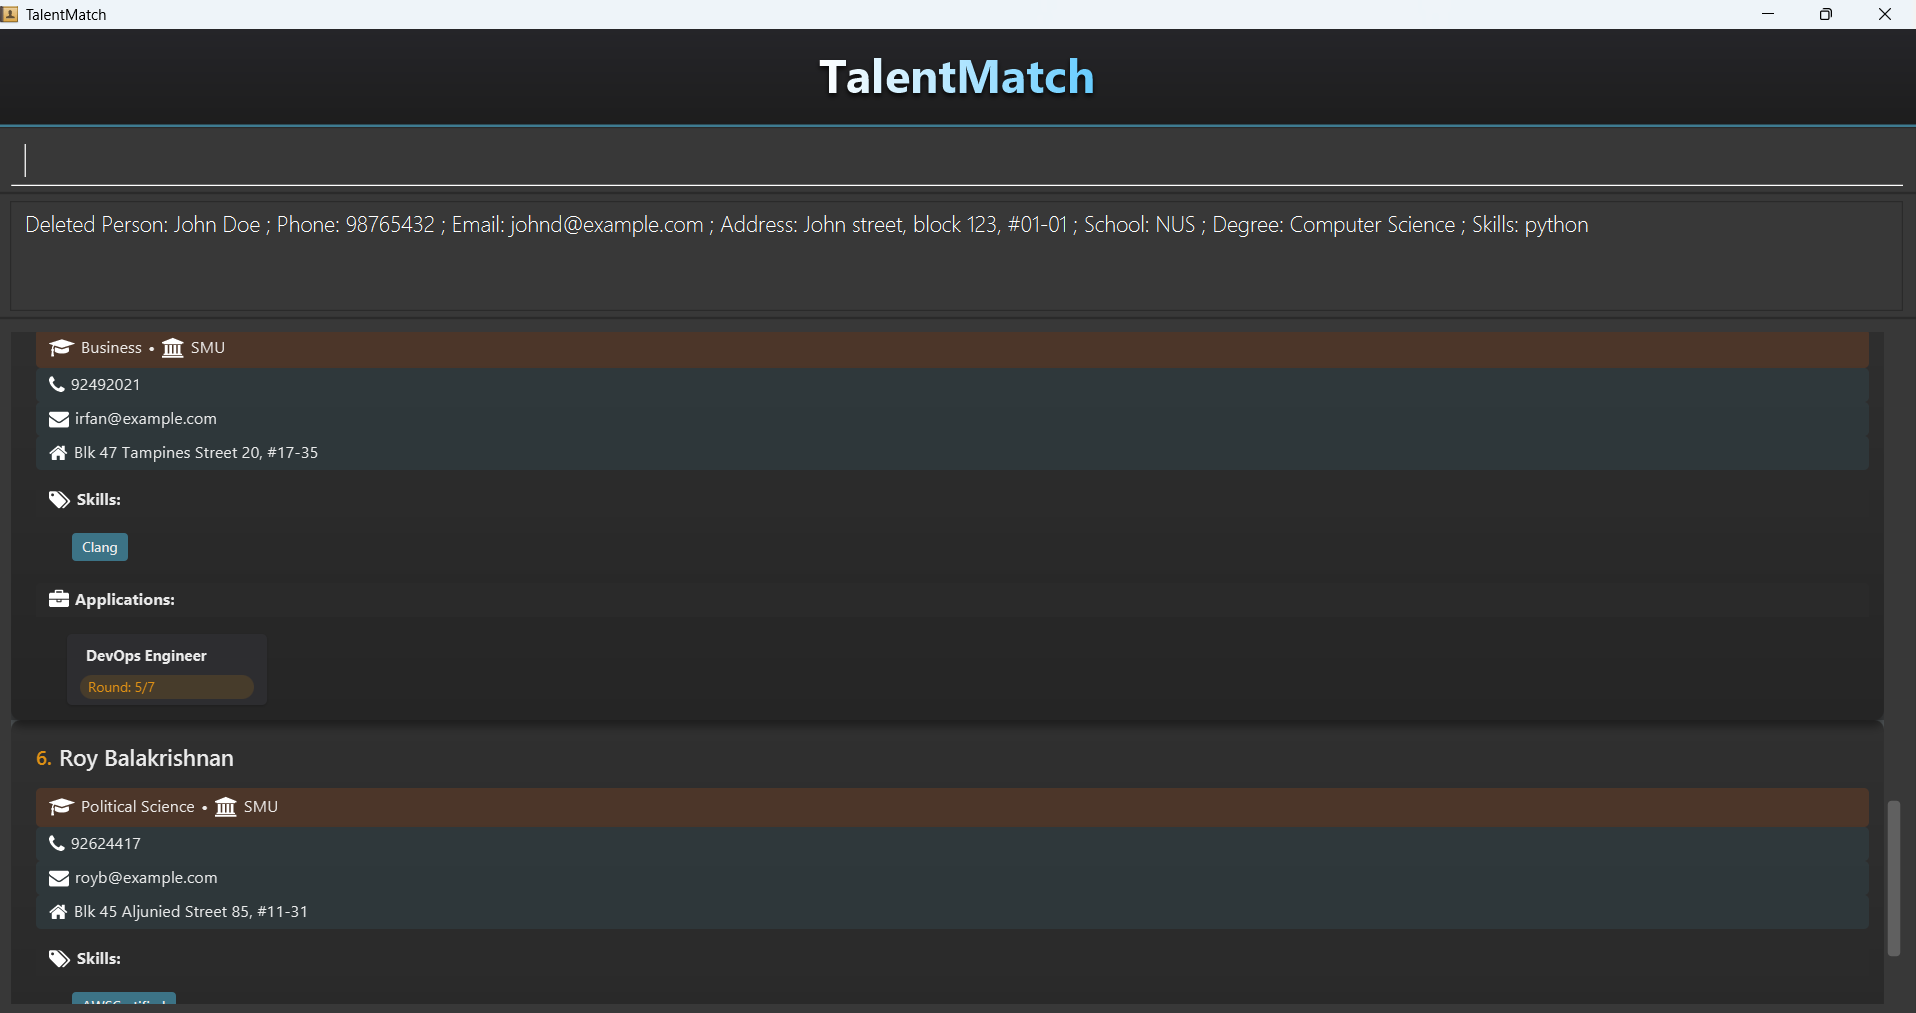 TalentMatch
TalentMatch
Deleted Person: John Doe ; Phone: 98765432 ; Email: johnd@example.com ; Address: John street, block 123, #01-01 ; School: NUS ; Degree: Computer Science ; Skills: python
Business • SMU
92492021
irfan@example.com
Blk 47 Tampines Street 20, #17-35
Skills:
Clang
Applications:
DevOps Engineer
Round: 5/7
6. Roy Balakrishnan
Political Science • SMU
92624417
royb@example.com
Blk 45 Aljunied Street 85, #11-31
Skills: